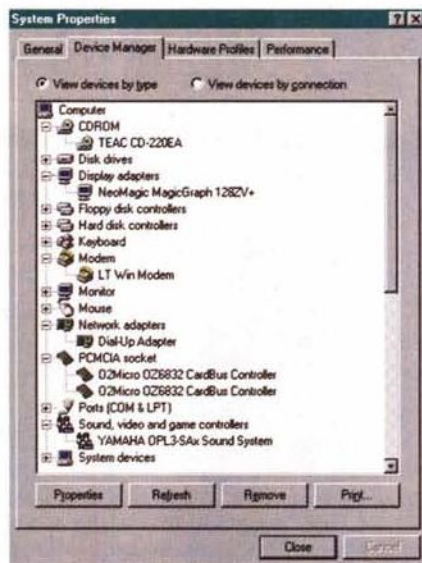 System Properties
General Device Manager Hardware Profiles Performance
View devices by type View devices by connection
Computer
CDROM
TEAC CD-220EA
Disk drives
Display adapters
NeoMagic MagicGraph 128ZV+
Floppy disk controllers
Hard disk controllers
Keyboard
Modem
LT Win Modem
Monitor
Mouse
Network adapters
Dial-Up Adapter
PCMCIA socket
O2Micro OZ6832 CardBus Controller
O2Micro OZ6832 CardBus Controller
Ports (COM & LPT)
Sound, video and game controllers
YAMAHA OPL3-SAx Sound System
System devices
Properties Refresh Remove Print...
Close Cancel